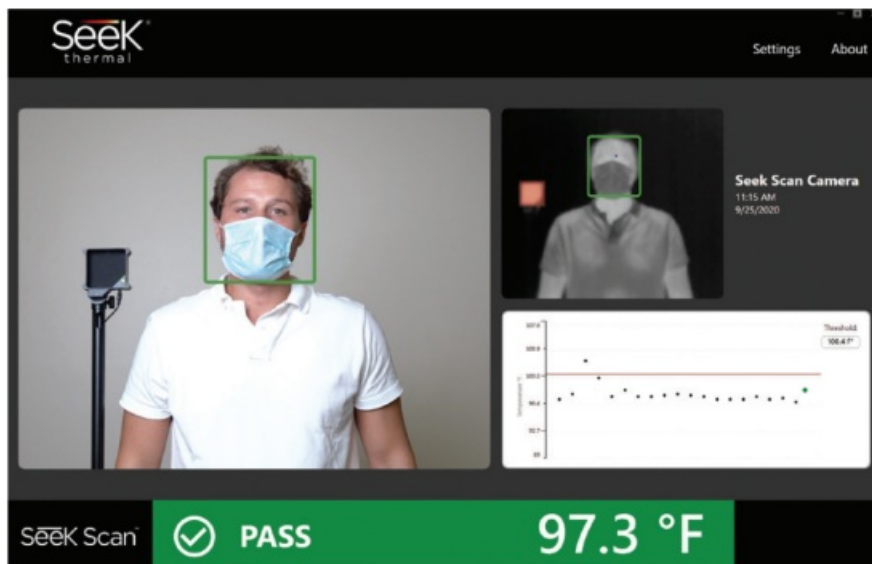 Seek
thermal
Settings About
Seek Scan Camera
11:15 AM
9/25/2020
Threshold:
100.4 F°
Temperature °F
Seek Scan
PASS
97.3 °F